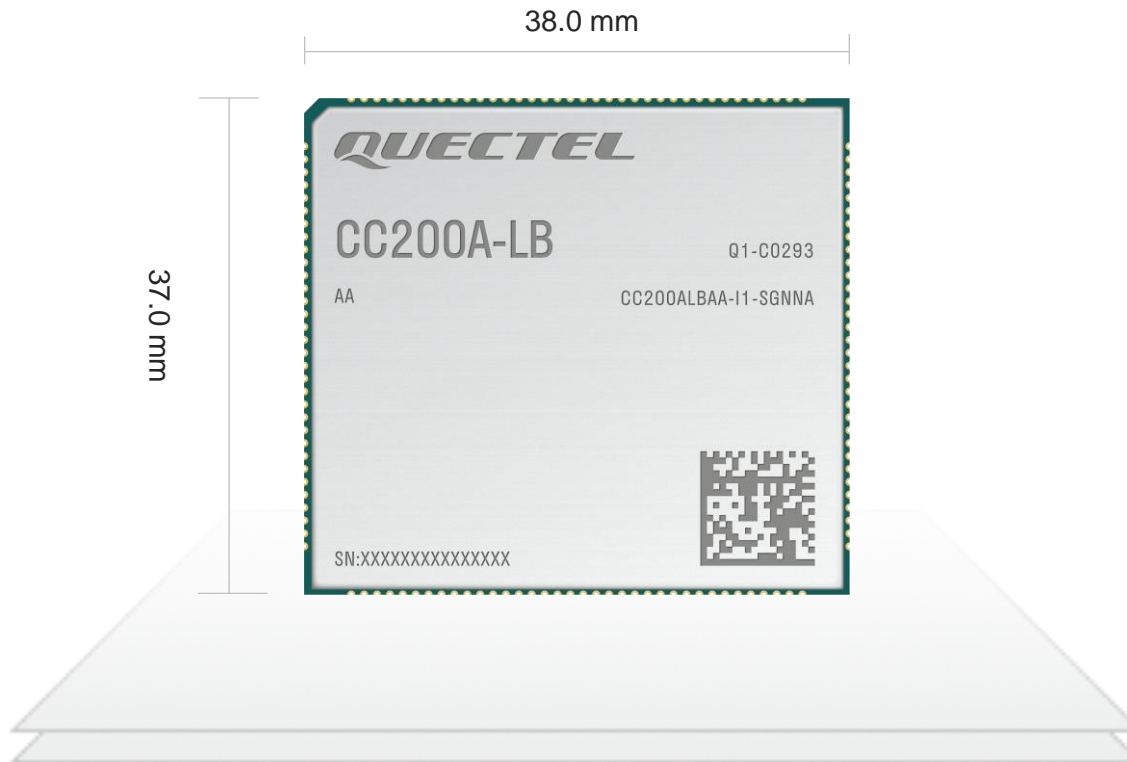 38.0 mm
37.0 mm
QUECTEL
CC200A-LB
Q1-C0293
AA
CC200ALBAA-I1-SGNNA
SN:XXXXXXXXXXXXXXX